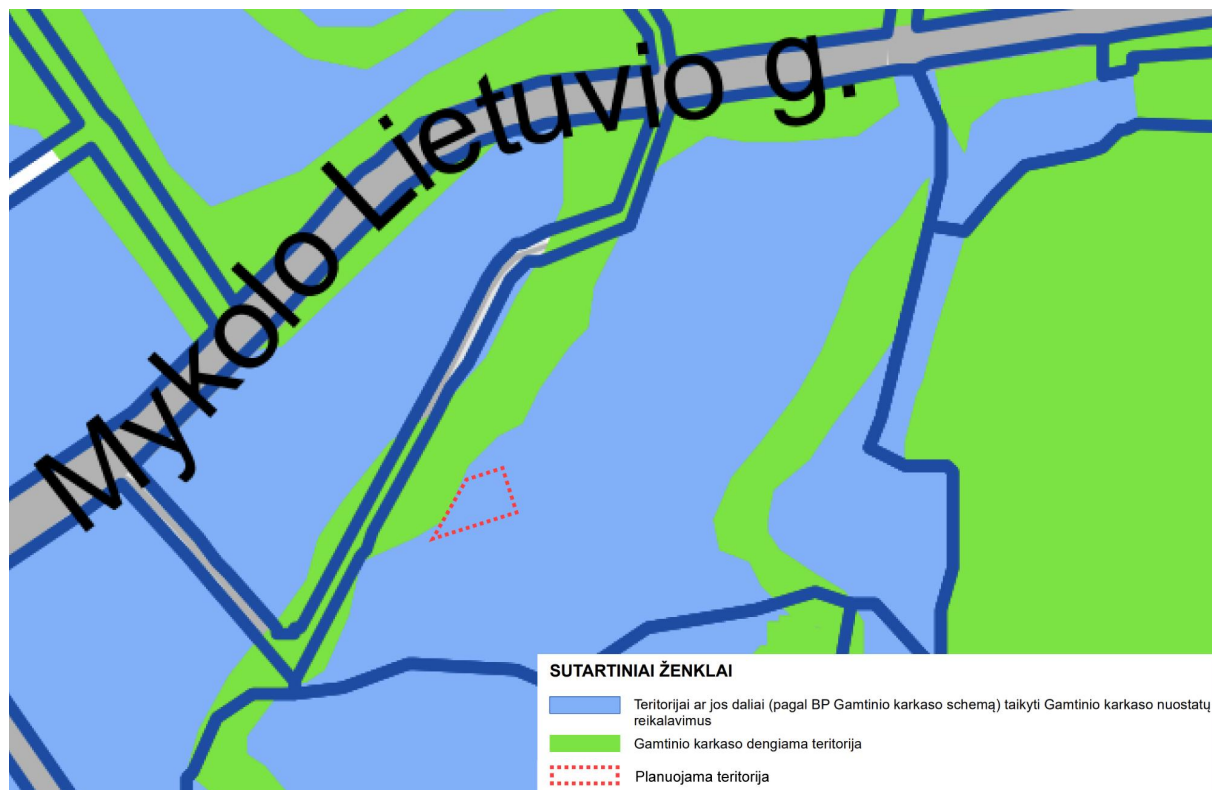 Mykolo Lietuvio g.
SUTARTINIAI ŽENKLAI
Teritorijai ar jos daliai (pagal BP Gamtinio karkaso schemą) taikyti Gamtinio karkaso nuostatų
reikalavimus
Gamtinio karkaso dengiama teritorija
Planuojama teritorija